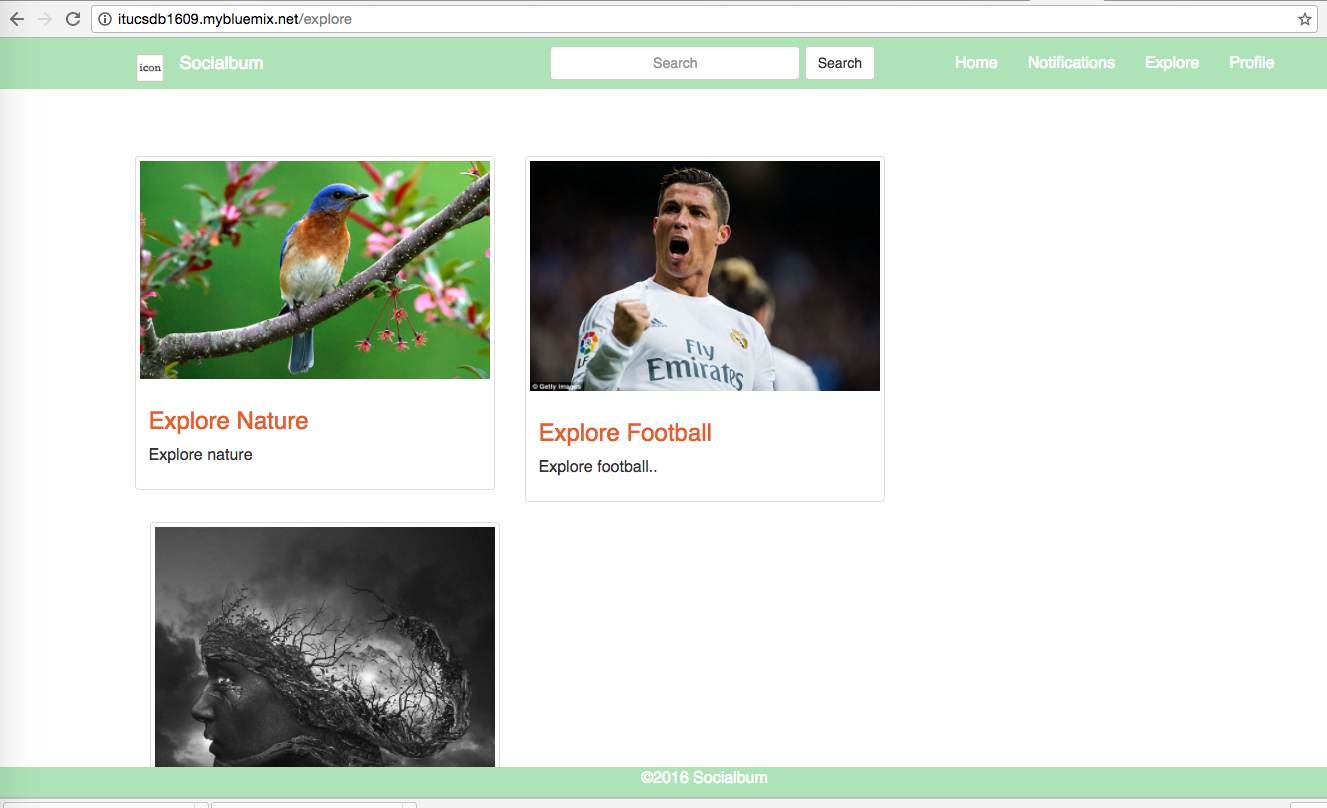 itucsdb1609.mybluemix.net/explore
icon
Socialbum
Search
Search
Home
Notifications
Explore
Profile
Fly
Emirates
© Getty Images
Explore Nature
Explore nature
Explore Football
Explore football..
©2016 Socialbum